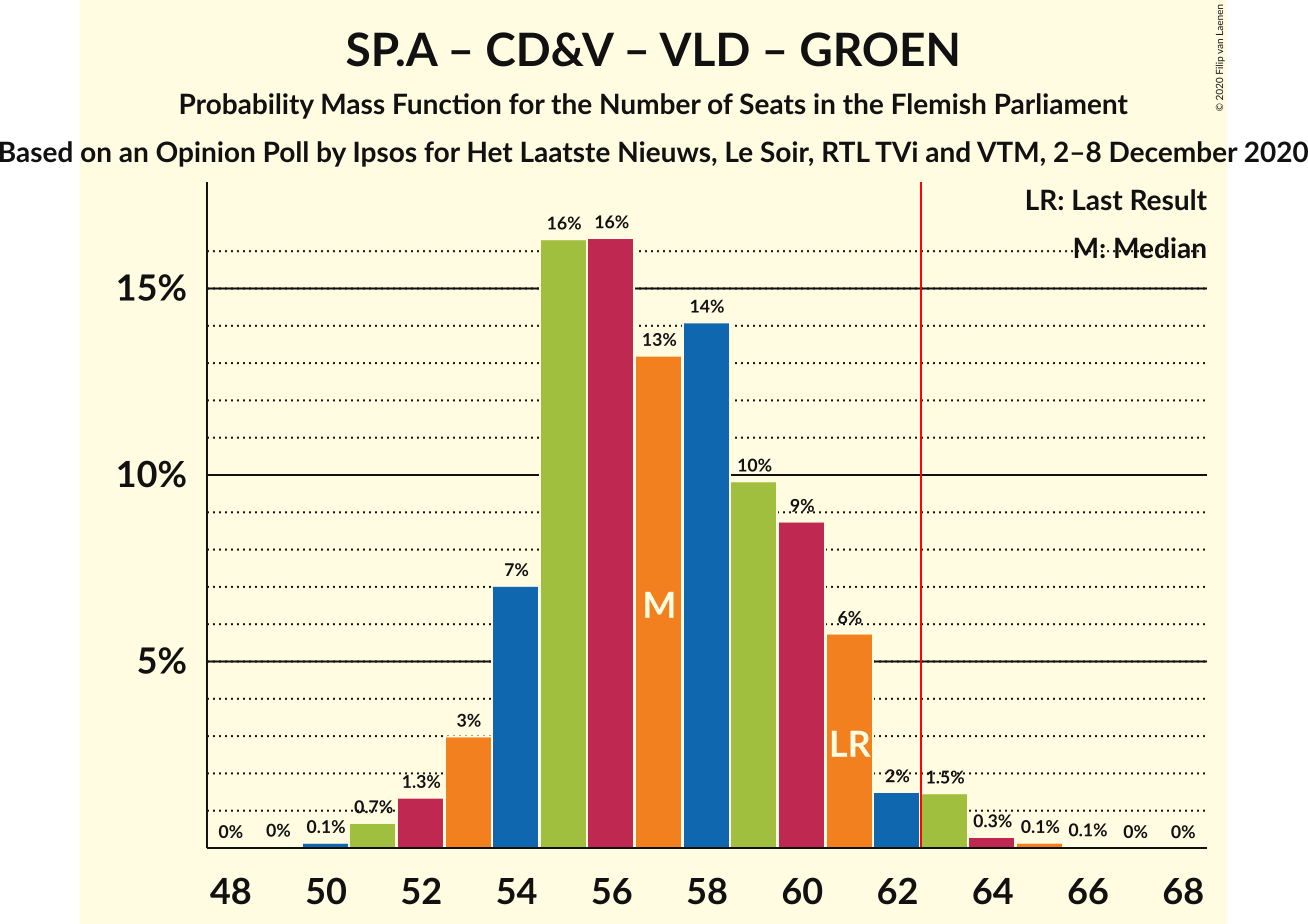 SP.A – CD&V – VLD – GROEN
© 2020 Filip van Laenen
Probability Mass Function for the Number of Seats in the Flemish Parliament
Based on an Opinion Poll by Ipsos for Het Laatste Nieuws, Le Soir, RTL TVi and VTM, 2–8 December 2020
LR: Last Result
M: Median
15%
10%
5%
0% 0% 0.1% 0.7% 1.3% 3% 7% 16% 16% 13% 14% 10% 9% 6% 2% 1.5% 0.3% 0.1% 0.1% 0% 0%
M
LR
48 50 52 54 56 58 60 62 64 66 68